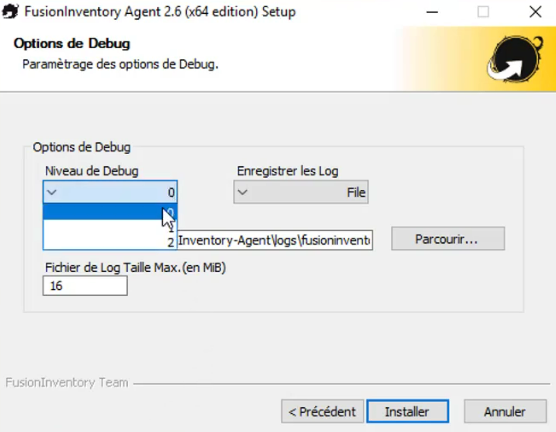 FusionInventory Agent 2.6 (x64 edition) Setup
Options de Debug
Paramètrage des options de Debug.
Options de Debug
Niveau de Debug
Enregistrer les Log
0
File
0
1
2
Inventory-Agent\logs\fusioninvent
Parcourir...
Fichier de Log Taille Max.(en MiB)
16
FusionInventory Team
< Précédent
Installer
Annuler